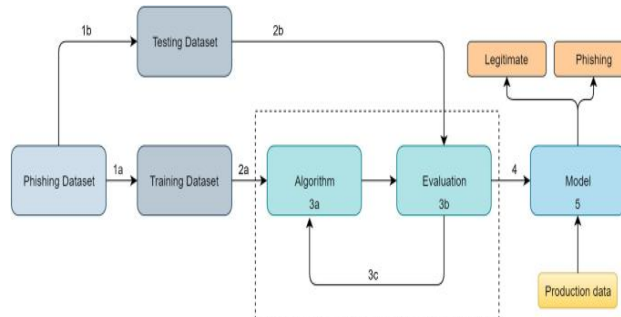 1b
Testing Dataset
2b
Legitimate
Phishing
Phishing Dataset
1a
Training Dataset
2a
Algorithm
3a
Evaluation
3b
4
Model
5
3c
Production data